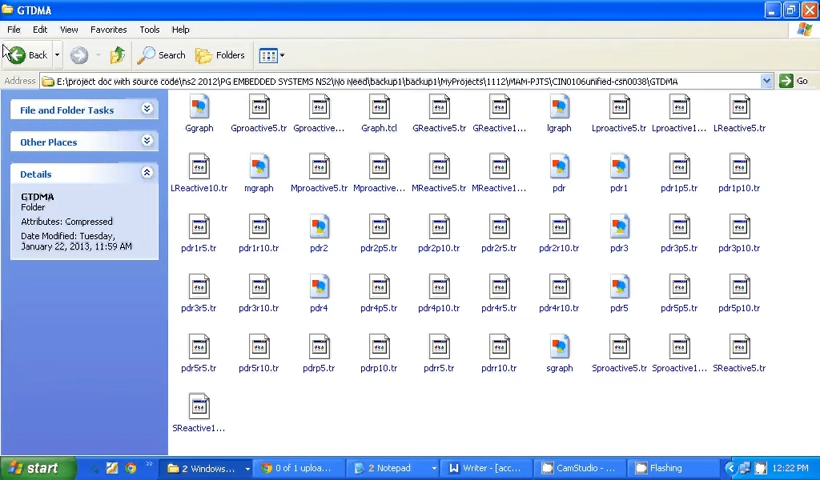 GTDMA
File Edit View Favorites Tools Help
Back Search Folders
Address E:\project doc with source code\ns2 2012\PG EMBEDDED SYSTEMS NS2\No Need\backup1\backup1\MyProjects\1112\MAM-PJTS\CIN0106unified-csn0038\GTDMA Go
File and Folder Tasks
Other Places
Details
GTDMA
Folder
Attributes: Compressed
Date Modified: Tuesday,
January 22, 2013, 11:59 AM
Ggraph Gproactive5.tr Gproactive... Graph.tcl GReactive5.tr GReactive1... lgraph Lproactive5.tr Lproactive1... LReactive5.tr
LReactive10.tr mgraph Mproactive5.tr Mproactive... MReactive5.tr MReactive1... pdr pdr1 pdr1p5.tr pdr1p10.tr
pdr1r5.tr pdr1r10.tr pdr2 pdr2p5.tr pdr2p10.tr pdr2r5.tr pdr2r10.tr pdr3 pdr3p5.tr pdr3p10.tr
pdr3r5.tr pdr3r10.tr pdr4 pdr4p5.tr pdr4p10.tr pdr4r5.tr pdr4r10.tr pdr5 pdr5p5.tr pdr5p10.tr
pdr5r5.tr pdr5r10.tr pdrp5.tr pdrp10.tr pdrr5.tr pdrr10.tr sgraph Sproactive5.tr Sproactive1... SReactive5.tr
SReactive1...
start 2 Windows... 0 of 1 uploa... 2 Notepad Writer - [acc... CamStudio - ... Flashing 12:22 PM